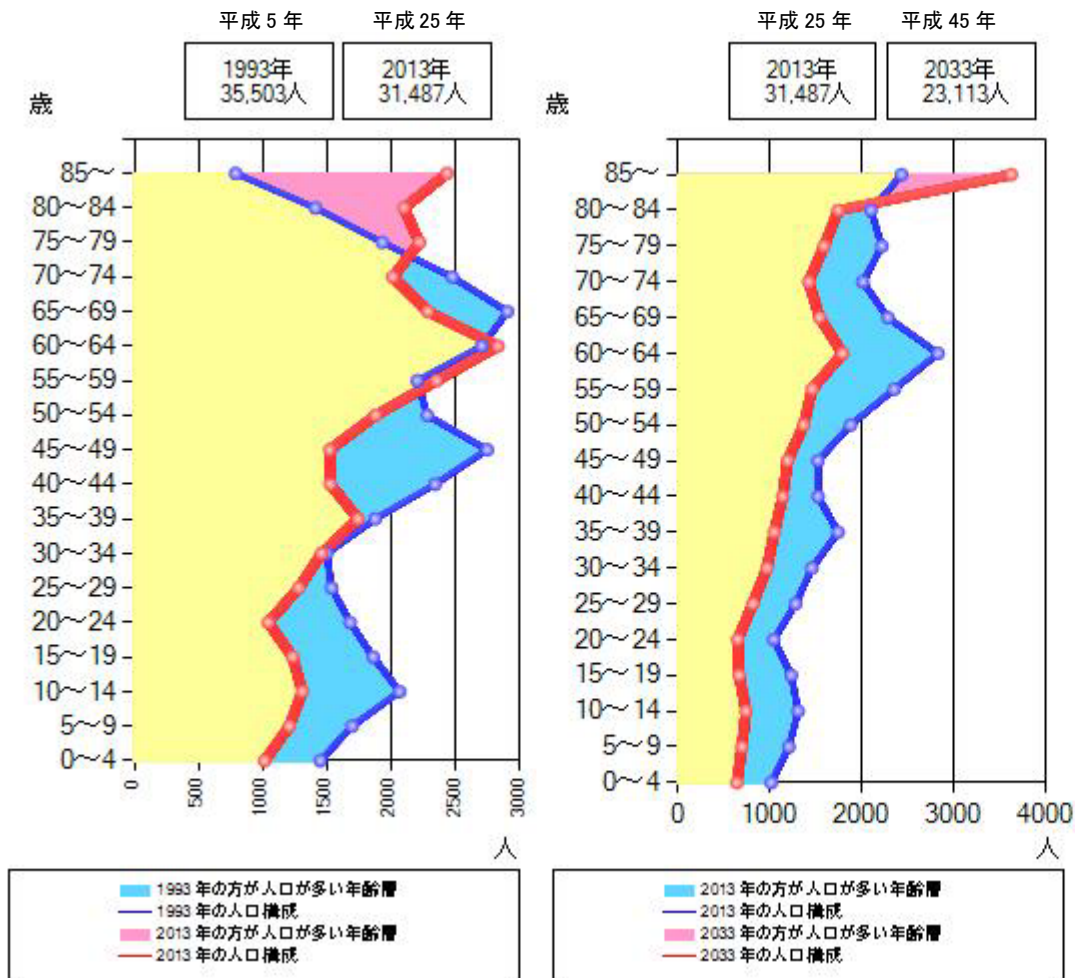 平成 5 年
平成 25 年
1993年
35,503人
2013年
31,487人
歳
85～
80～84
75～79
70～74
65～69
60～64
55～59
50～54
45～49
40～44
35～39
30～34
25～29
20～24
15～19
10～14
5～9
0～4
0
500
1000
1500
2000
2500
3000
人
1993 年の方が人口が多い年齢層
1993 年の人口構成
2013 年の方が人口が多い年齢層
2013 年の人口構成
平成 25 年
平成 45 年
2013年
31,487人
2033年
23,113人
歳
85～
80～84
75～79
70～74
65～69
60～64
55～59
50～54
45～49
40～44
35～39
30～34
25～29
20～24
15～19
10～14
5～9
0～4
0
1000
2000
3000
4000
人
2013 年の方が人口が多い年齢層
2013 年の人口構成
2033 年の方が人口が多い年齢層
2033 年の人口構成